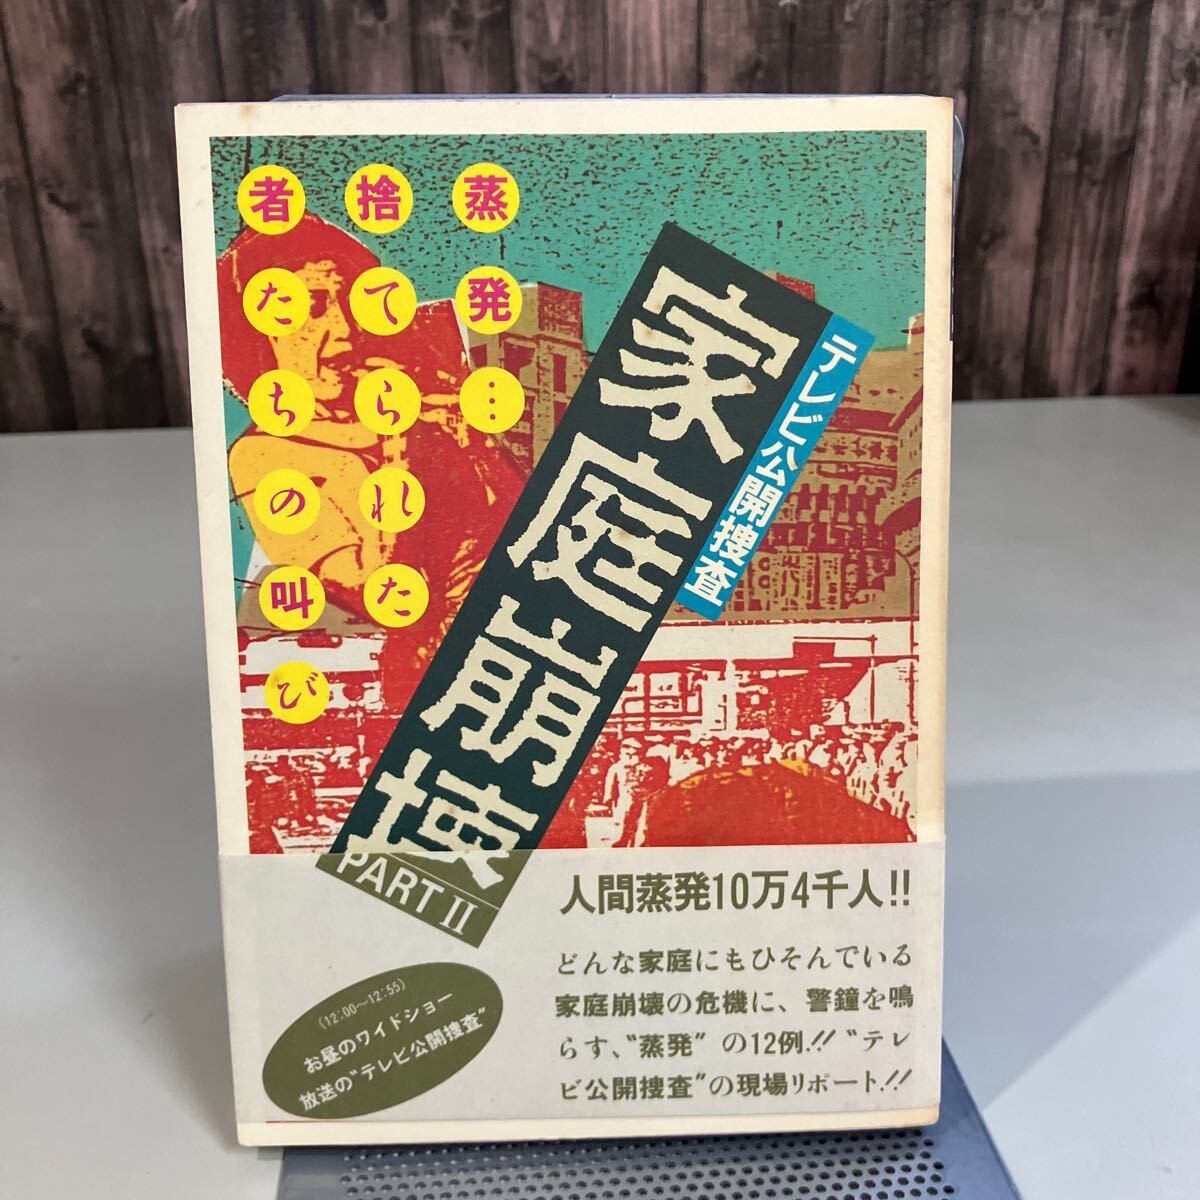 蒸発…
捨てられた
者たちの叫び
テレビ公開捜査
家庭崩壊
PART II
人間蒸発10万4千人!!
どんな家庭にもひそんでいる
家庭崩壊の危機に、警鐘を鳴
らす、“蒸発”の12例!!“テレ
ビ公開捜査”の現場リポート!!
(12:00〜12:55)
お昼のワイドショー
放送の“テレビ公開捜査”